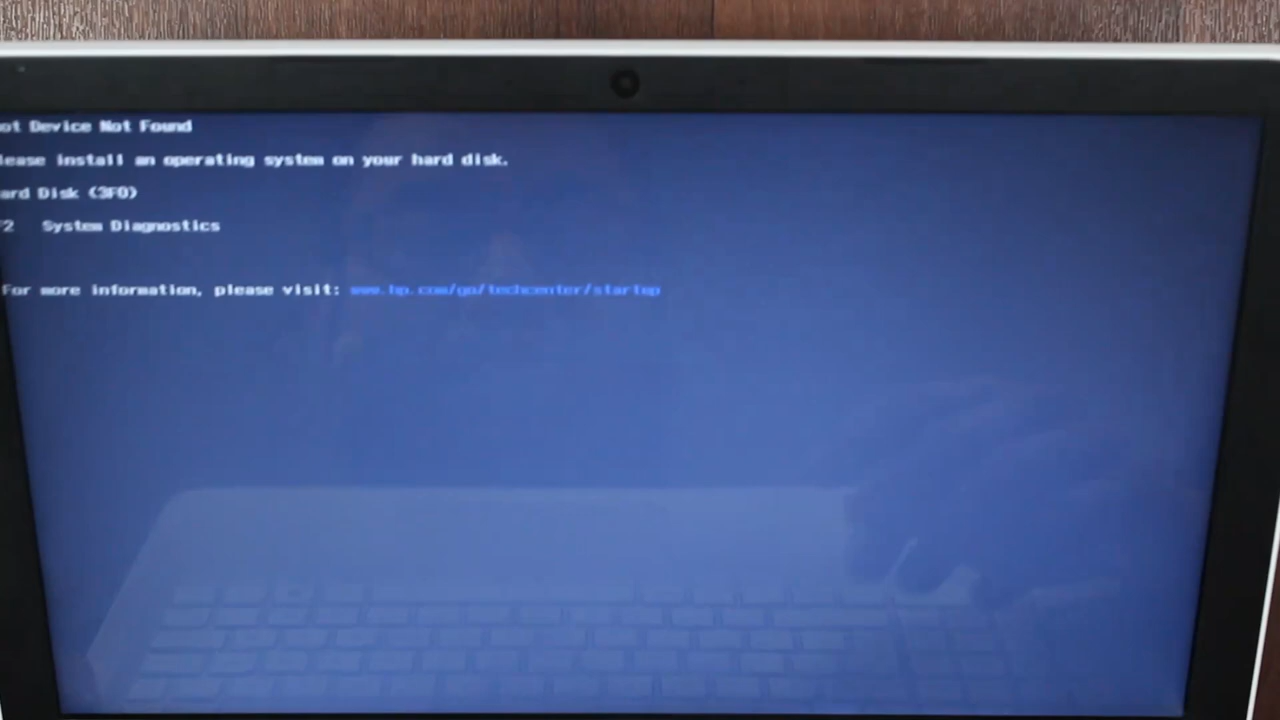 ot Device Not Found
lease install an operating system on your hard disk.
ard Disk (3F0)
F2 System Diagnostics
For more information, please visit: www.hp.com/go/techcenter/startup